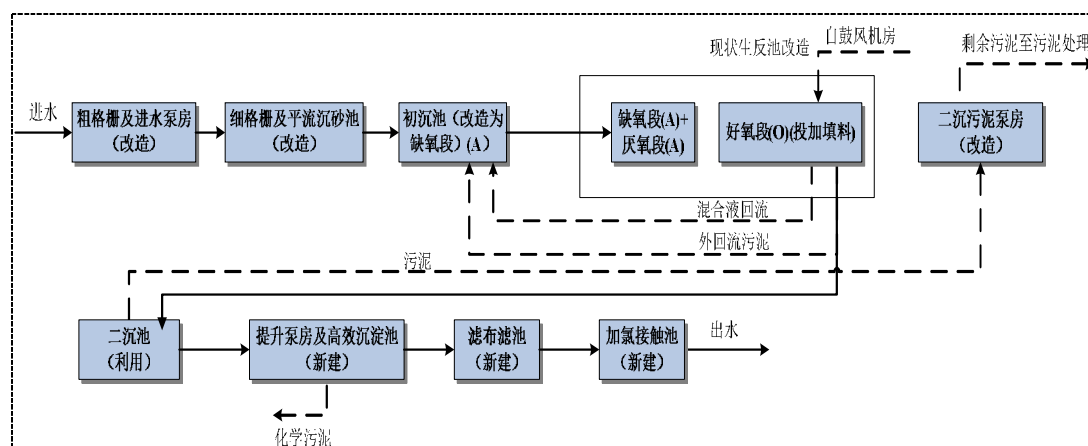 自鼓风机房
现状生反池改造
剩余污泥至污泥处理
进水
粗格栅及进水泵房
（改造）
细格栅及平流沉砂池
（改造）
初沉池（改造为
缺氧段）(A)
缺氧段(A)+
厌氧段(A)
好氧段(O)(投加填料)
二沉污泥泵房
（改造）
混合液回流
外回流污泥
污泥
二沉池
（利用）
提升泵房及高效沉淀池
（新建）
滤布滤池
（新建）
加氯接触池
（新建）
出水
化学污泥